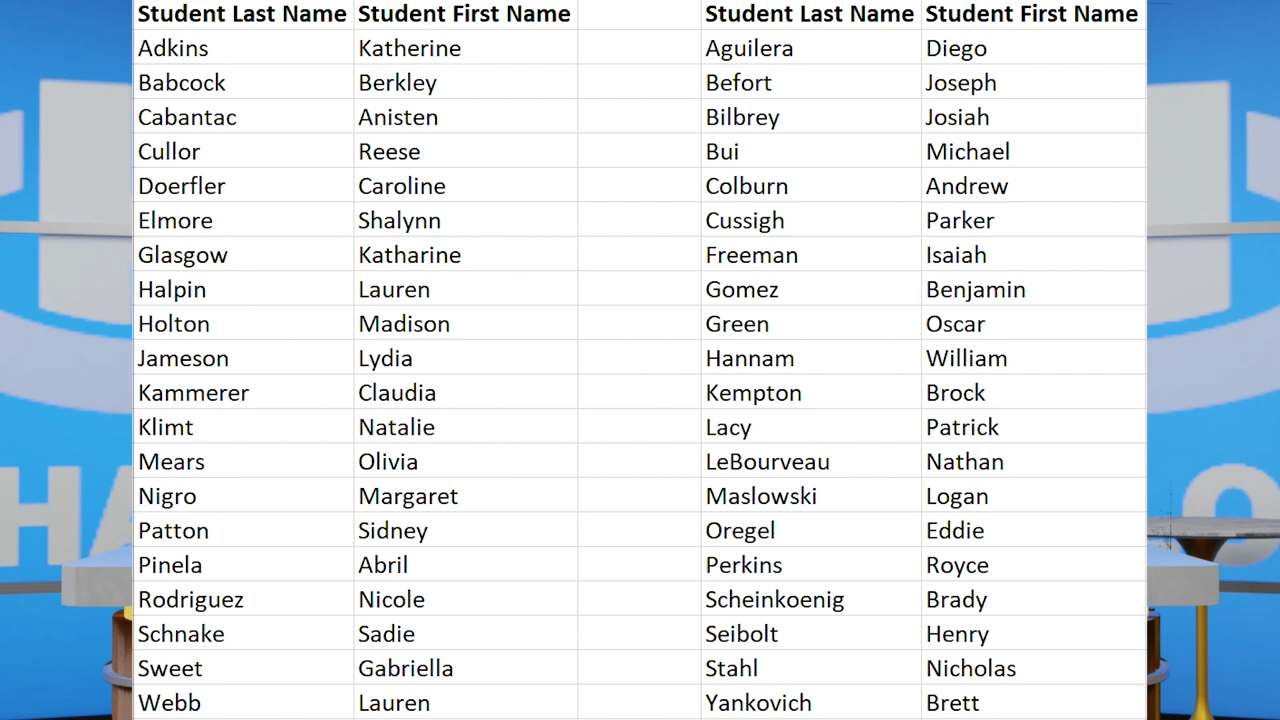 Student Last Name Student First Name Student Last Name Student First Name
Adkins Katherine Aguilera Diego
Babcock Berkley Befort Joseph
Cabantac Anisten Bilbrey Josiah
Cullor Reese Bui Michael
Doerfler Caroline Colburn Andrew
Elmore Shalynn Cussigh Parker
Glasgow Katharine Freeman Isaiah
Halpin Lauren Gomez Benjamin
Holton Madison Green Oscar
Jameson Lydia Hannam William
Kammerer Claudia Kempton Brock
Klimt Natalie Lacy Patrick
Mears Olivia LeBourveau Nathan
Nigro Margaret Maslowski Logan
Patton Sidney Oregel Eddie
Pinela Abril Perkins Royce
Rodriguez Nicole Scheinkoenig Brady
Schnake Sadie Seibolt Henry
Sweet Gabriella Stahl Nicholas
Webb Lauren Yankovich Brett